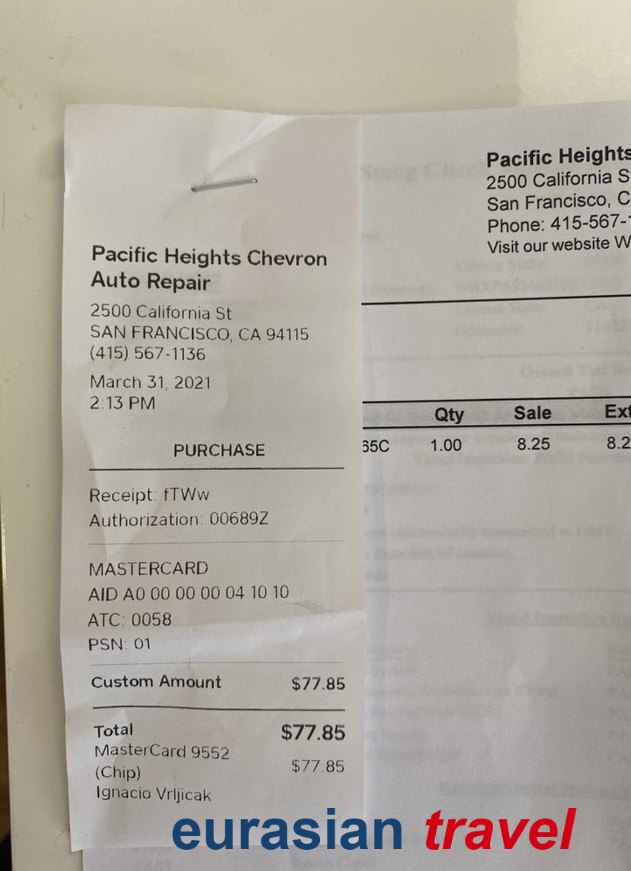 Pacific Heights Chevron
Auto Repair
2500 California St
SAN FRANCISCO, CA 94115
(415) 567-1136
March 31, 2021
2:13 PM
PURCHASE
Receipt: fTWw
Authorization: 00689Z
MASTERCARD
AID A0 00 00 00 04 10 10
ATC: 0058
PSN: 01
Custom Amount $77.85
Total $77.85
MasterCard 9552
(Chip) $77.85
Ignacio Vrljicak
Pacific Heights
2500 California S
San Francisco, C
Phone: 415-567-
Visit our website W
Qty Sale Ext
65C 1.00 8.25 8.2
eurasian travel